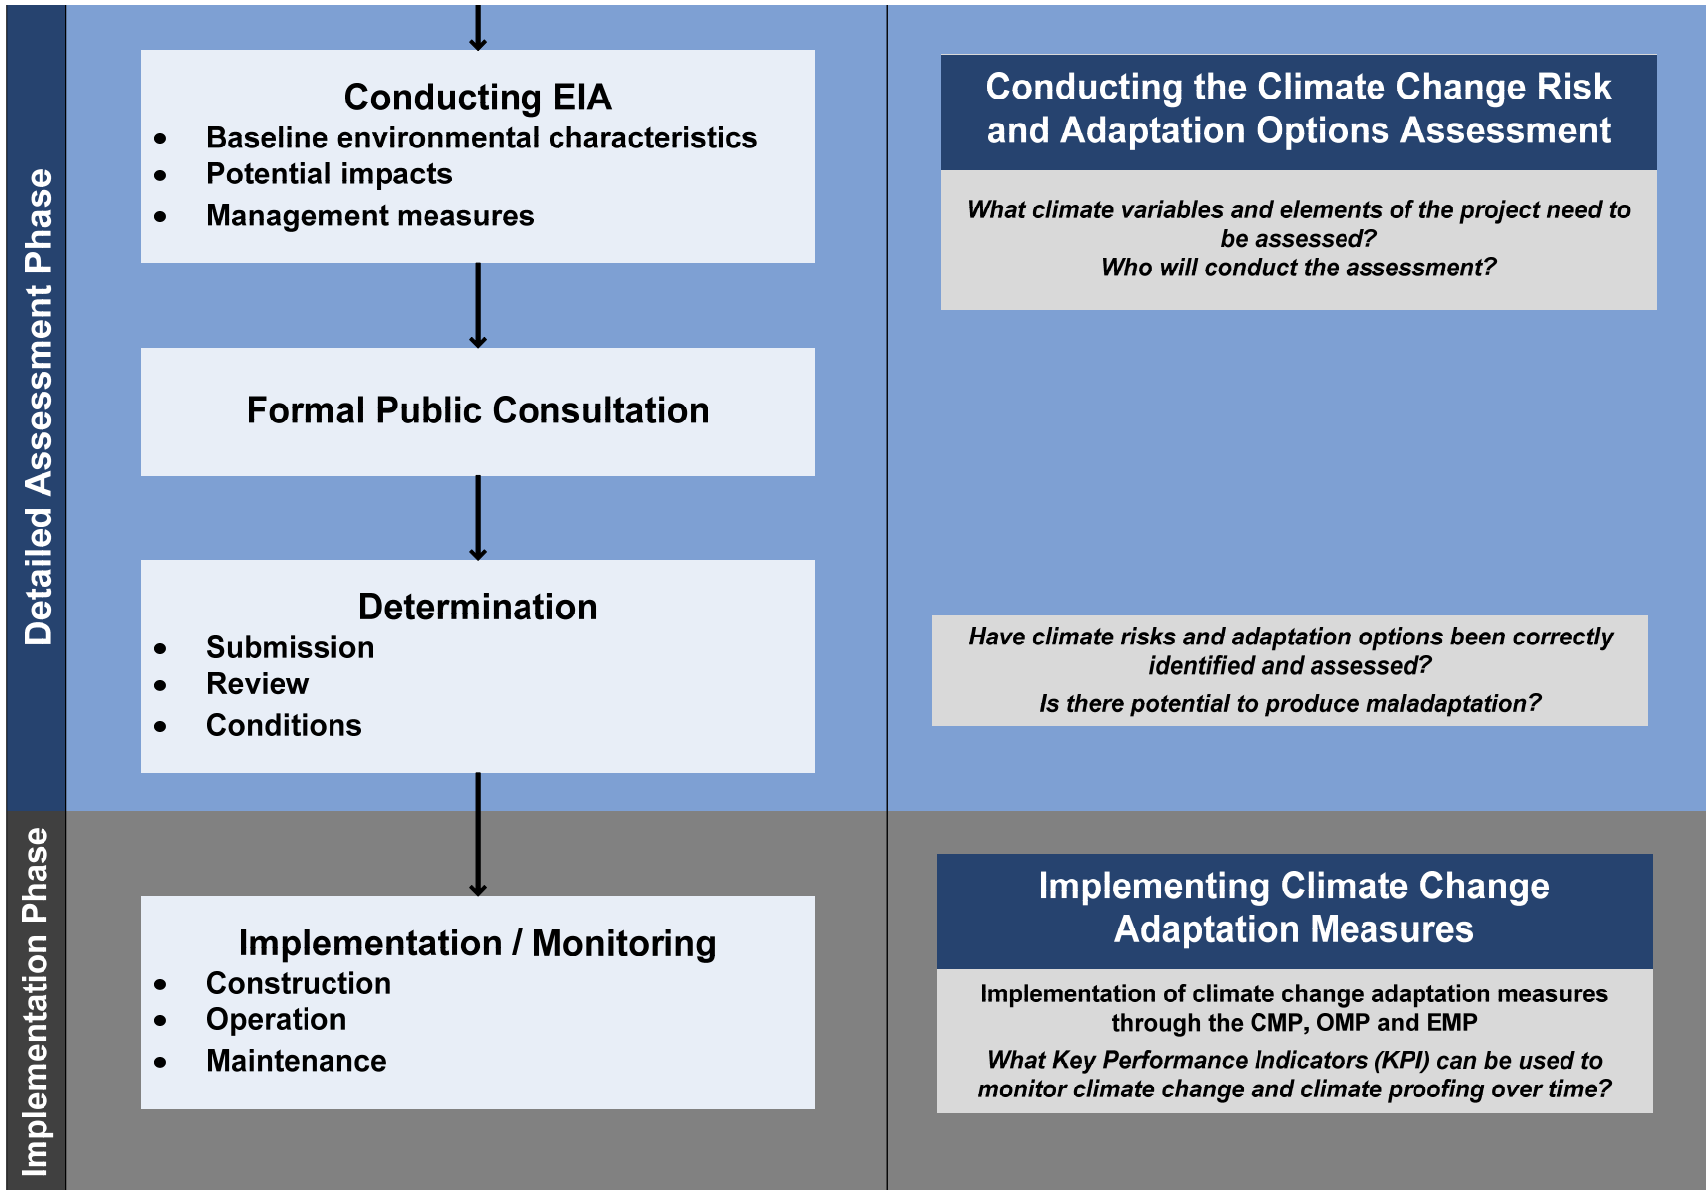 Detailed Assessment Phase
Conducting EIA
• Baseline environmental characteristics
• Potential impacts
• Management measures
Conducting the Climate Change Risk
and Adaptation Options Assessment
What climate variables and elements of the project need to
be assessed?
Who will conduct the assessment?
Formal Public Consultation
Determination
• Submission
• Review
• Conditions
Have climate risks and adaptation options been correctly
identified and assessed?
Is there potential to produce maladaptation?
Implementation Phase
Implementation / Monitoring
• Construction
• Operation
• Maintenance
Implementing Climate Change
Adaptation Measures
Implementation of climate change adaptation measures
through the CMP, OMP and EMP
What Key Performance Indicators (KPI) can be used to
monitor climate change and climate proofing over time?